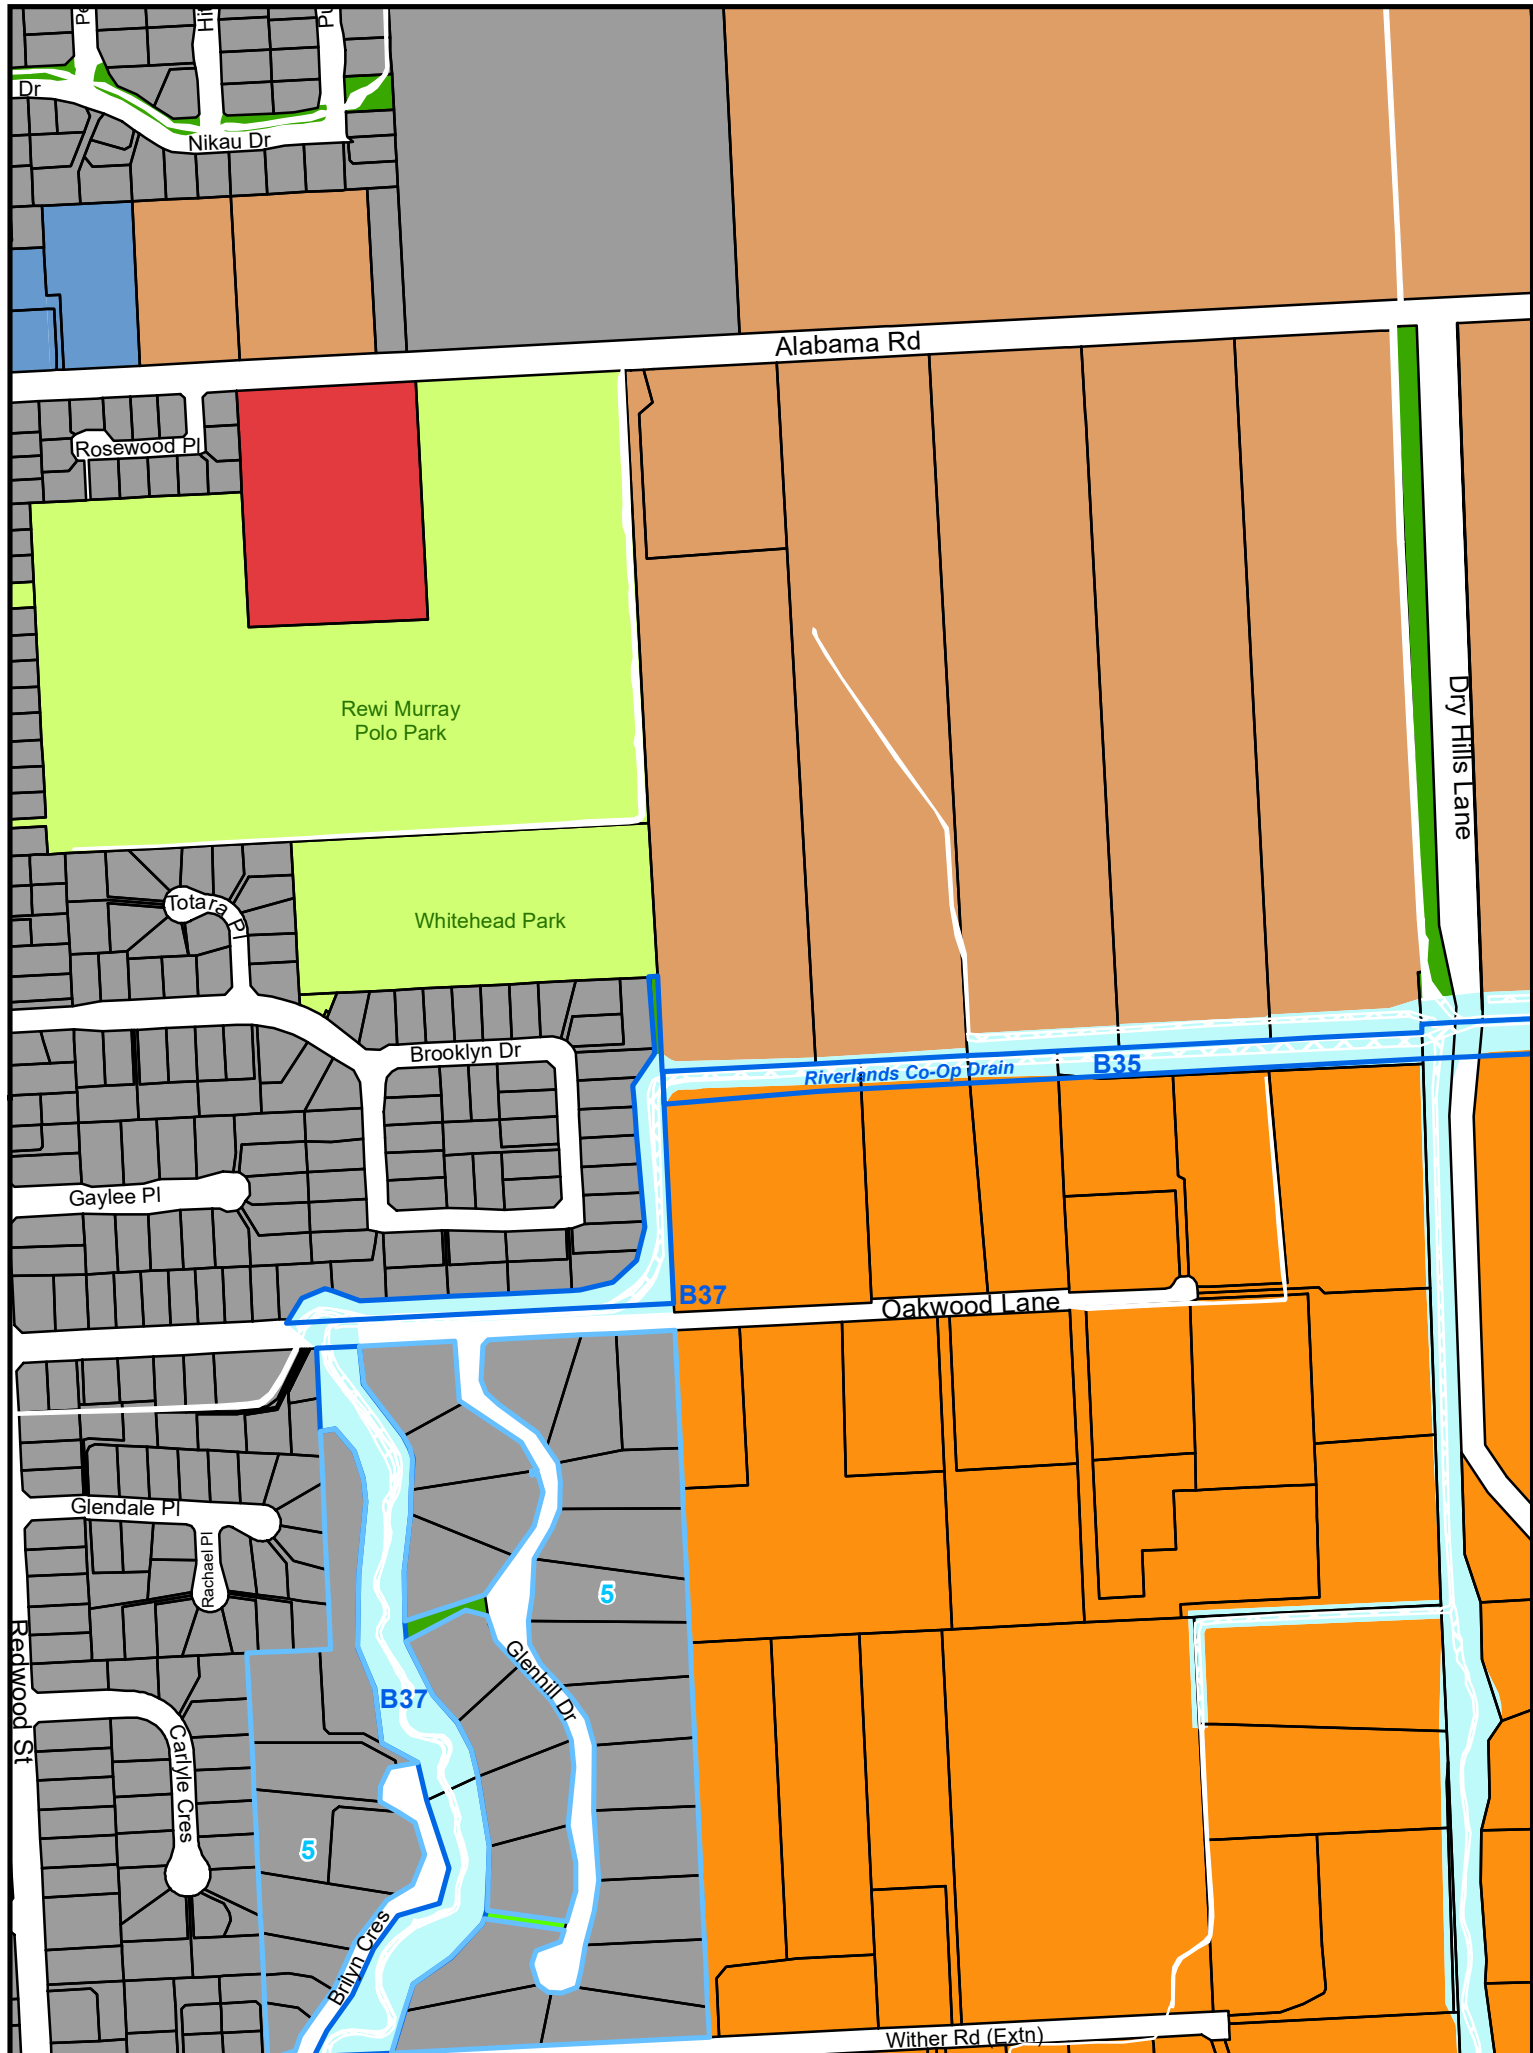 Dr
Nikau Dr
Alabama Rd
Rosewood Pl
Rewi Murray
Polo Park
Dry Hills Lane
Totara Pl
Whitehead Park
Brooklyn Dr
Riverlands Co-Op Drain
B35
Gaylee Pl
B37
Oakwood Lane
Glendale Pl
Rachael Pl
5
Redwood St
Glenhill Dr
B37
Carlyle Cres
5
Brilyn Cres
Wither Rd (Extn)